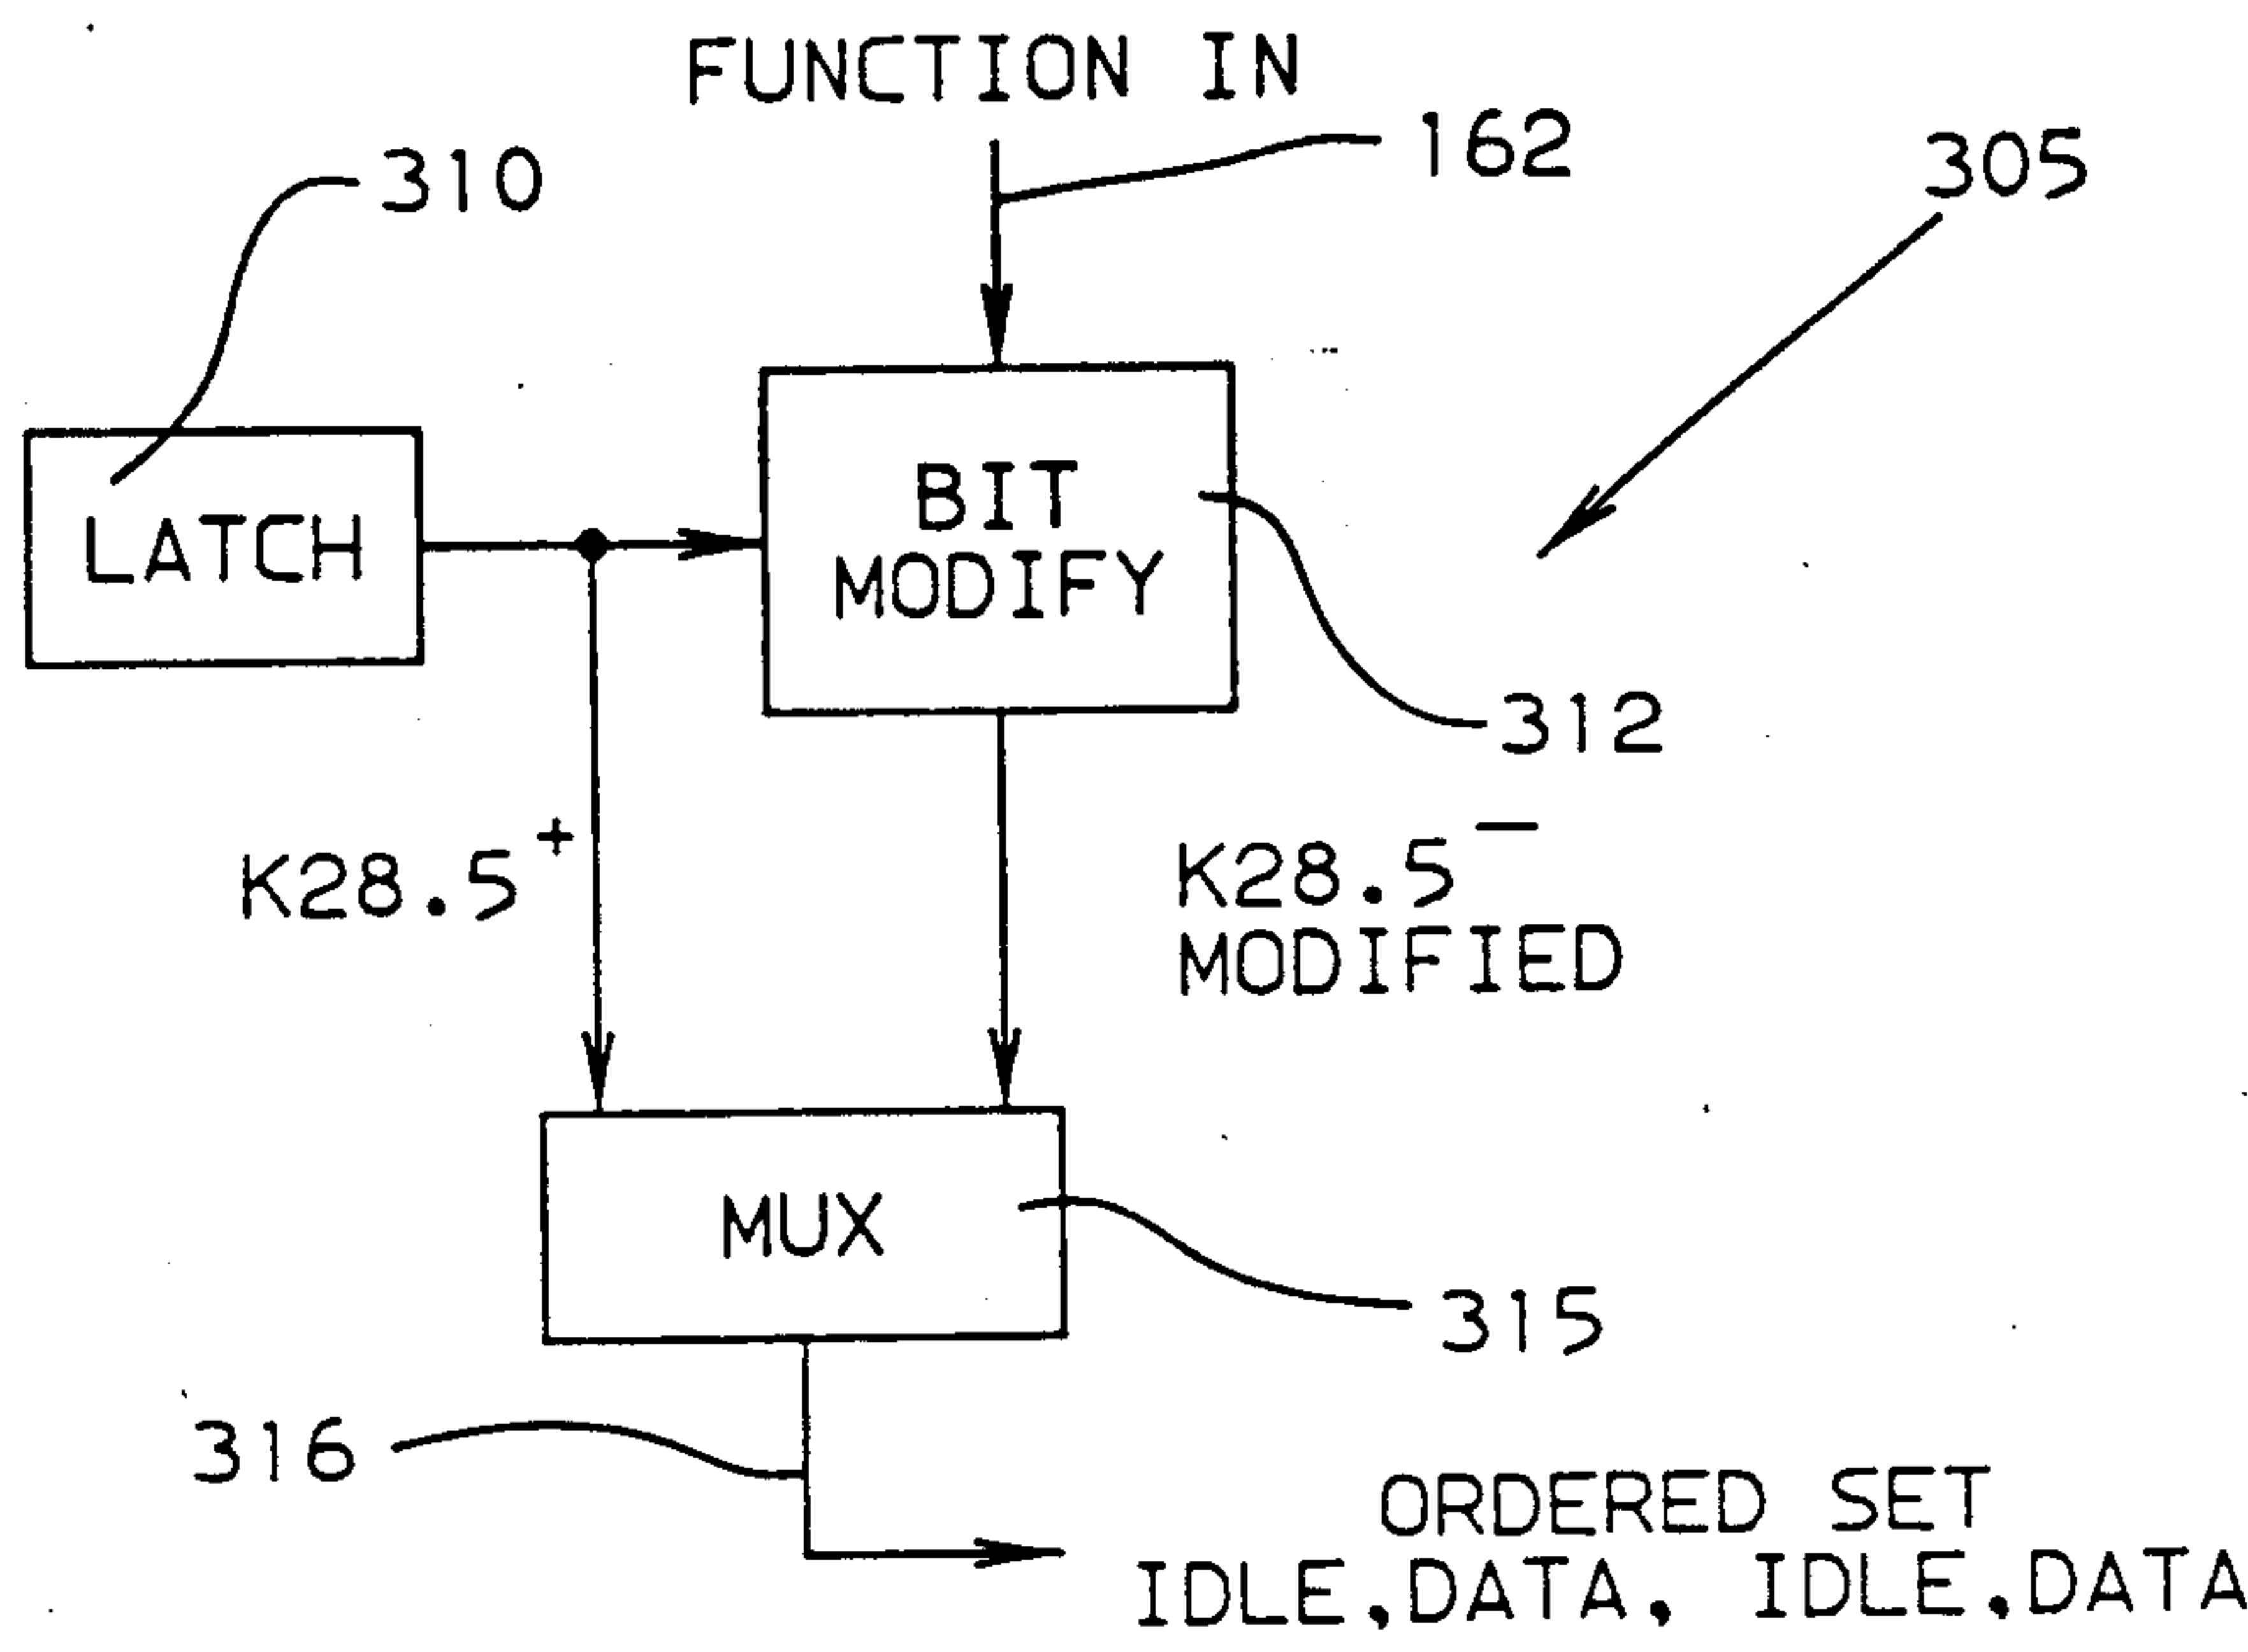 FUNCTION IN
162
310
305
BIT
MODIFY
LATCH
312
K28.5+
K28.5−
MODIFIED
MUX
315
316
ORDERED SET
IDLE,DATA, IDLE,DATA